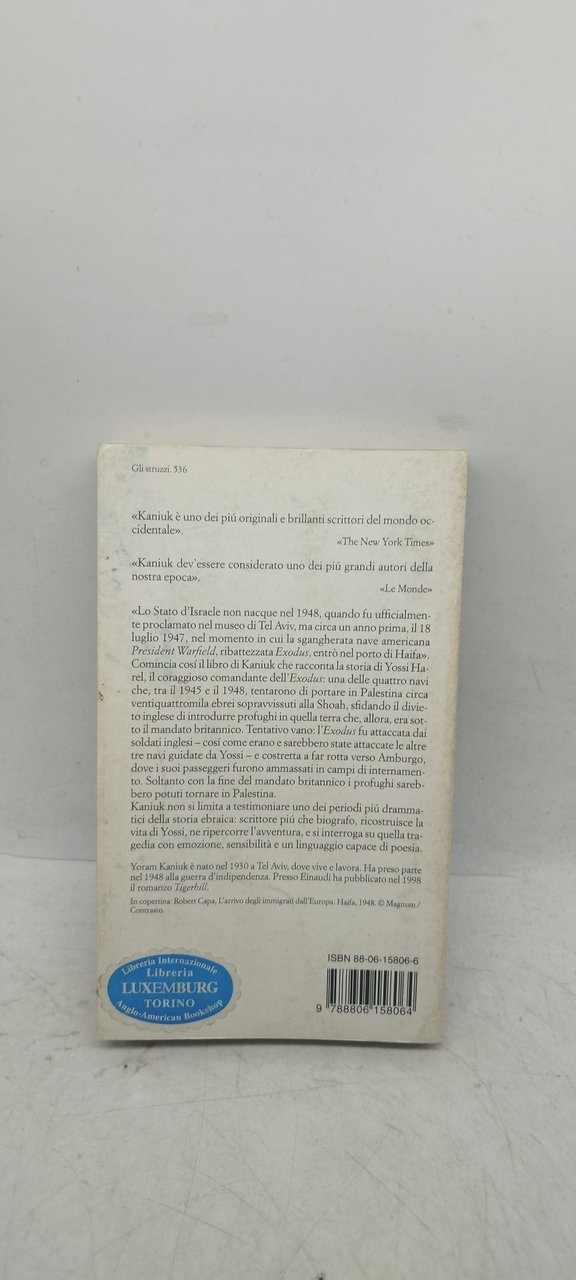 Gli struzzi. 536
«Kaniuk è uno dei piú originali e brillanti scrittori del mondo oc-
cidentale».
«The New York Times»
«Kaniuk dev'essere considerato uno dei piú grandi autori della
nostra epoca».
«Le Monde»
«Lo Stato d'Israele non nacque nel 1948, quando fu ufficialmen-
te proclamato nel museo di Tel Aviv, ma circa un anno prima, il 18
luglio 1947, nel momento in cui la sgangherata nave americana
President Warfield, ribattezzata Exodus, entrò nel porto di Haifa».
Comincia cosí il libro di Kaniuk che racconta la storia di Yossi Ha-
rel, il coraggioso comandante dell'Exodus: una delle quattro navi
che, tra il 1945 e il 1948, tentarono di portare in Palestina circa
ventiquattromila ebrei sopravvissuti alla Shoah, sfidando il divie-
to inglese di introdurre profughi in quella terra che, allora, era sot-
to il mandato britannico. Tentativo vano: l'Exodus fu attaccata dai
soldati inglesi – cosí come erano e sarebbero state attaccate le altre
tre navi guidate da Yossi – e costretta a far rotta verso Amburgo,
dove i suoi passeggeri furono ammassati in campi di internamen-
to. Soltanto con la fine del mandato britannico i profughi sareb-
bero potuti tornare in Palestina.
Kaniuk non si limita a testimoniare uno dei periodi piú dramma-
tici della storia ebraica: scrittore piú che biografo, ricostruisce la
vita di Yossi, ne ripercorre l'avventura, e si interroga su quella tra-
gedia con emozione, sensibilità e un linguaggio capace di poesia.
Yoram Kaniuk è nato nel 1930 a Tel Aviv, dove vive e lavora. Ha preso parte
nel 1948 alla guerra d'indipendenza. Presso Einaudi ha pubblicato nel 1998
il romanzo Tigerhill.
In copertina: Robert Capa, L'arrivo degli immigrati dall'Europa. Haifa, 1948. © Magnum /
Contrasto.
ISBN 88-06-15806-6
9 788806 158064
Libreria Internazionale
Libreria
LUXEMBURG
TORINO
Anglo-American Bookshop